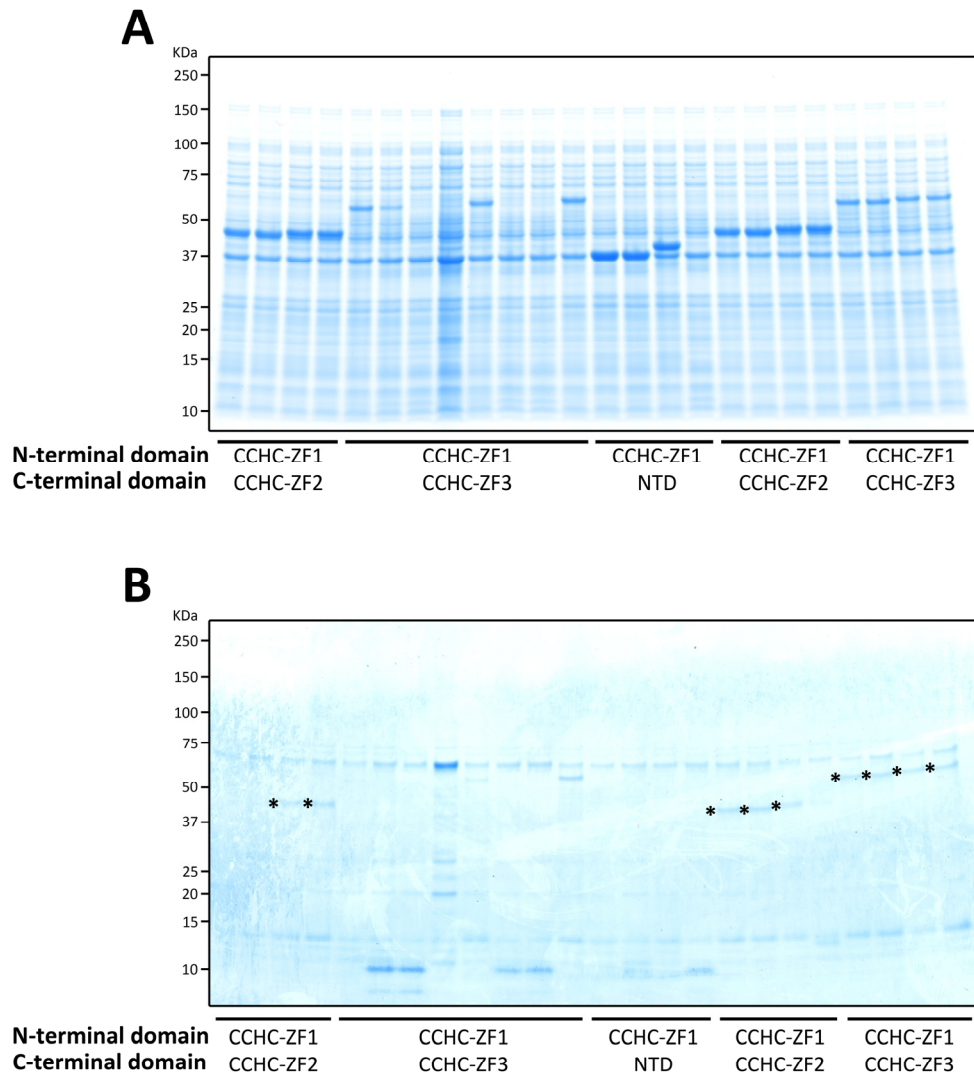 A
KDa
250
150
100
75
50
37
25
20
15
10
N-terminal domain CCHC-ZF1 CCHC-ZF1 CCHC-ZF1 CCHC-ZF1 CCHC-ZF1
C-terminal domain CCHC-ZF2 CCHC-ZF3 NTD CCHC-ZF2 CCHC-ZF3
B
KDa
250
150
100
75
50
37
25
20
15
10
* * * * * * * * *
N-terminal domain CCHC-ZF1 CCHC-ZF1 CCHC-ZF1 CCHC-ZF1 CCHC-ZF1
C-terminal domain CCHC-ZF2 CCHC-ZF3 NTD CCHC-ZF2 CCHC-ZF3